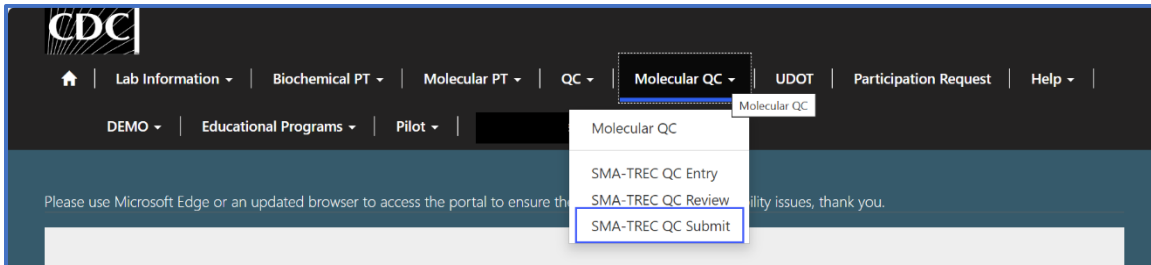 CDC
Lab Information
Biochemical PT
Molecular PT
QC
Molecular QC
UDOT
Participation Request
Help
Molecular QC
DEMO
Educational Programs
Pilot
Molecular QC
SMA-TREC QC Entry
SMA-TREC QC Review
SMA-TREC QC Submit
Please use Microsoft Edge or an updated browser to access the portal to ensure the ility issues, thank you.